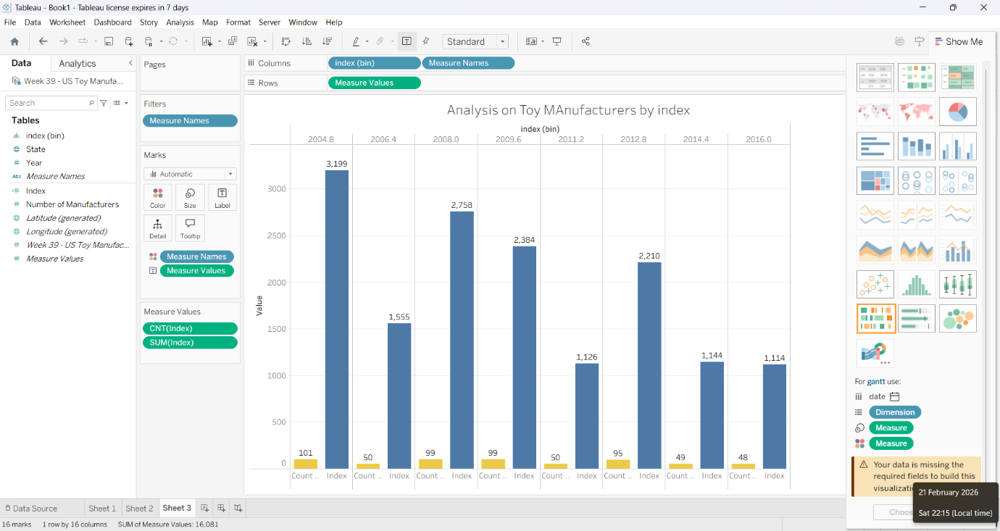 Tableau - Book1 - Tableau license expires in 7 days
File Data Worksheet Dashboard Story Analysis Map Format Server Window Help
Standard
Show Me
Data Analytics
Week 39 - US Toy Manufa...
Search
Tables
index (bin)
State
Year
Abc Measure Names
Index
Number of Manufacturers
Latitude (generated)
Longitude (generated)
Week 39 - US Toy Manufac...
Measure Values
Pages
Filters
Measure Names
Marks
Automatic
Color Size Label
Detail Tooltip
Measure Names
Measure Values
Measure Values
CNT(Index)
SUM(Index)
Columns index (bin) Measure Names
Rows Measure Values
Analysis on Toy MAnufacturers by index
index (bin)
2004.8 2006.4 2008.0 2009.6 2011.2 2012.8 2014.4 2016.0
Value
3000
2500
2000
1500
1000
500
0
101 3,199 50 1,555 99 2,758 99 2,384 50 1,126 95 2,210 49 1,144 48 1,114
Count .. Index Count .. Index Count .. Index Count .. Index Count .. Index Count .. Index Count .. Index Count .. Index
For gantt use:
date
Dimension
Measure
Measure
Your data is missing the
required fields to build this
visualizati
Choos
21 February 2026
Sat 22:15 (Local time)
Data Source Sheet 1 Sheet 2 Sheet 3
16 marks 1 row by 16 columns SUM of Measure Values: 16,081